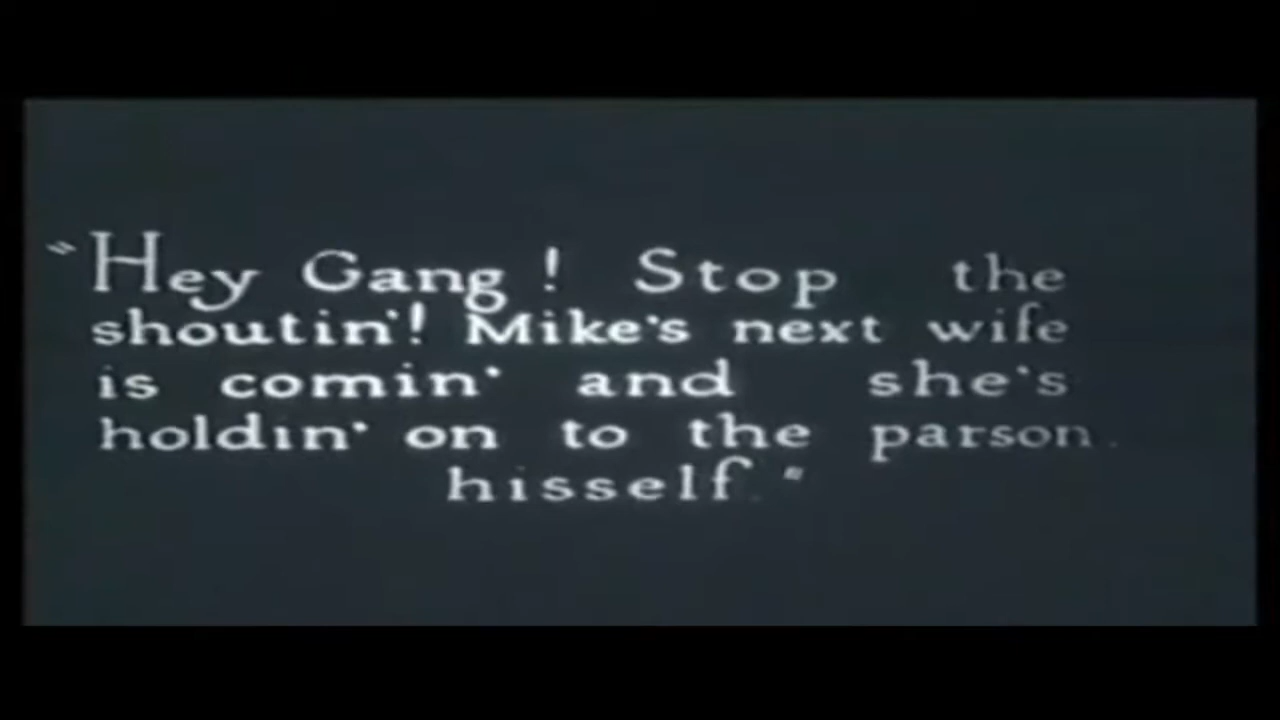 "Hey Gang! Stop the
shoutin'! Mike's next wife
is comin' and she's
holdin' on to the parson.
hisself."